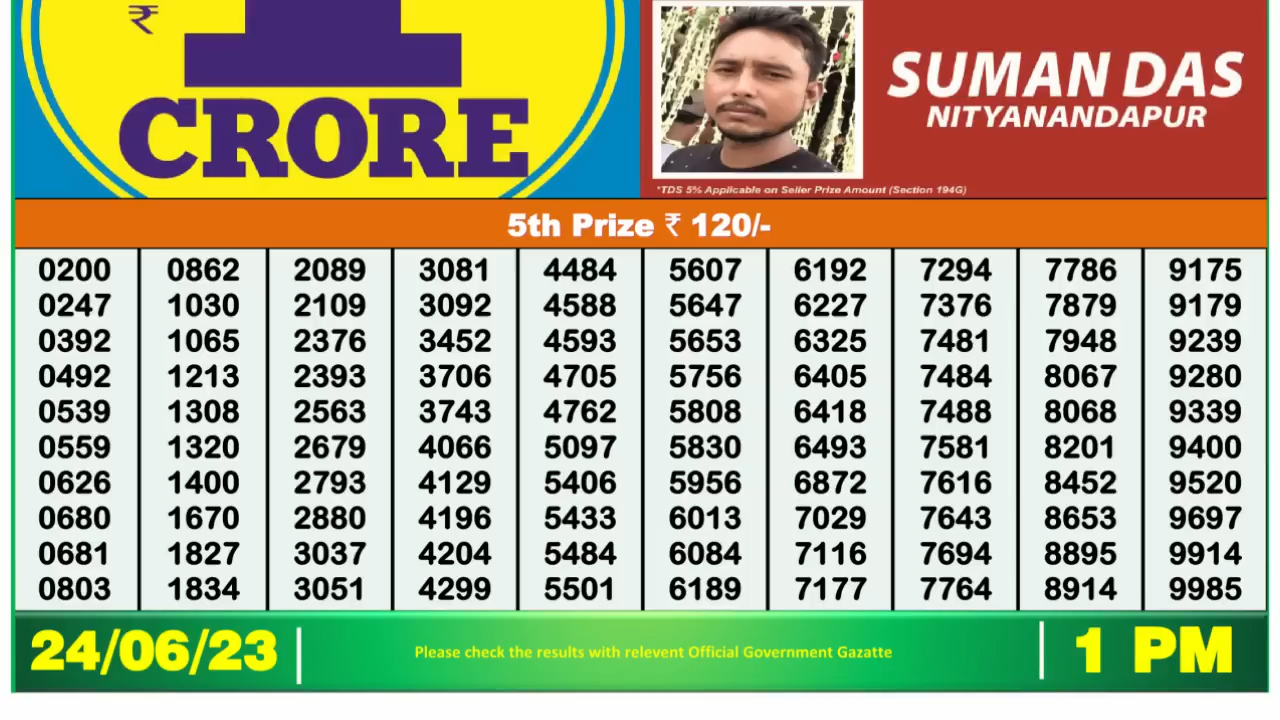 ₹
1
CRORE
SUMAN DAS
NITYANANDAPUR
*TDS 5% Applicable on Seller Prize Amount (Section 194G)
5th Prize ₹ 120/-
0200 0862 2089 3081 4484 5607 6192 7294 7786 9175
0247 1030 2109 3092 4588 5647 6227 7376 7879 9179
0392 1065 2376 3452 4593 5653 6325 7481 7948 9239
0492 1213 2393 3706 4705 5756 6405 7484 8067 9280
0539 1308 2563 3743 4762 5808 6418 7488 8068 9339
0559 1320 2679 4066 5097 5830 6493 7581 8201 9400
0626 1400 2793 4129 5406 5956 6872 7616 8452 9520
0680 1670 2880 4196 5433 6013 7029 7643 8653 9697
0681 1827 3037 4204 5484 6084 7116 7694 8895 9914
0803 1834 3051 4299 5501 6189 7177 7764 8914 9985
24/06/23
Please check the results with relevent Official Government Gazatte
1 PM